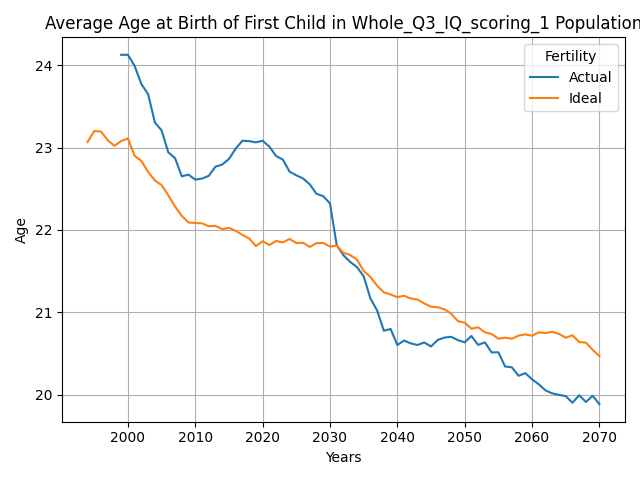 Average Age at Birth of First Child in Whole_Q3_IQ_scoring_1 Population
Fertility
Actual
Ideal
Age
24
23
22
21
20
2000 2010 2020 2030 2040 2050 2060 2070
Years